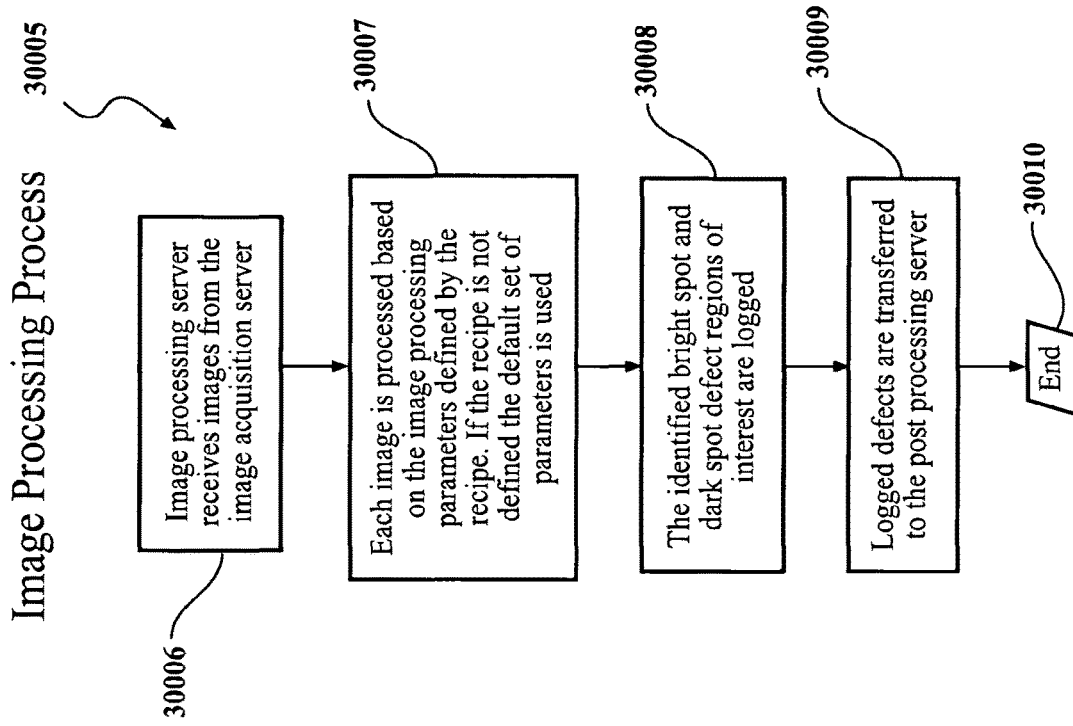 Image Processing Process
30005
30006
Image processing server
receives images from the
image acquisition server
30007
Each image is processed based
on the image processing
parameters defined by the
recipe. If the recipe is not
defined the default set of
parameters is used
30008
The identified bright spot and
dark spot defect regions of
interest are logged
30009
Logged defects are transferred
to the post processing server
30010
End